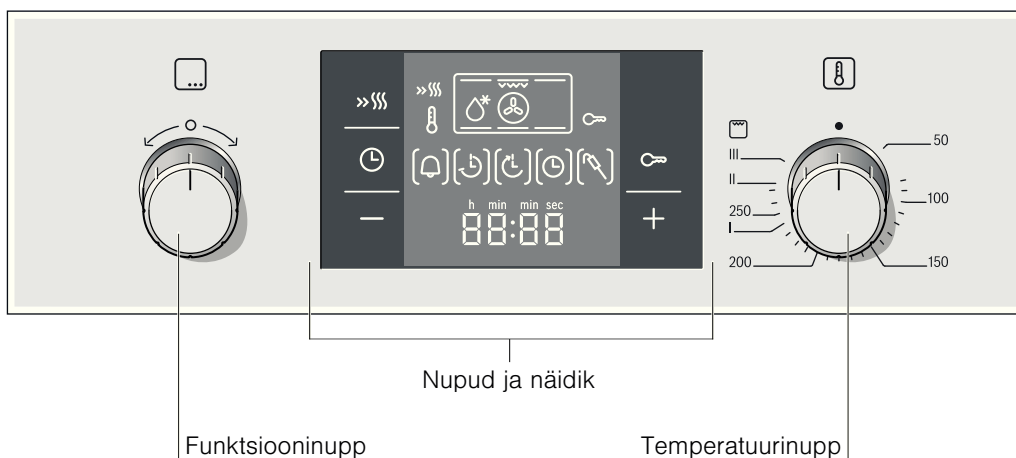 h min min sec
88:88
III
II
250
I
200
50
100
150
Nupud ja näidik
Funktsiooninupp
Temperatuurinupp